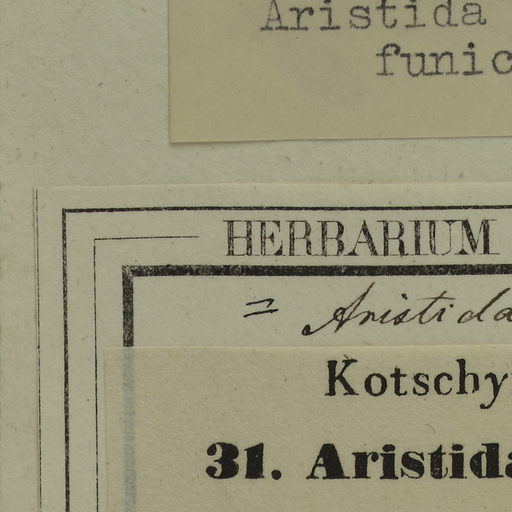 Aristida
funic
HERBARIUM
= Aristida
Kotschy
31. Aristida